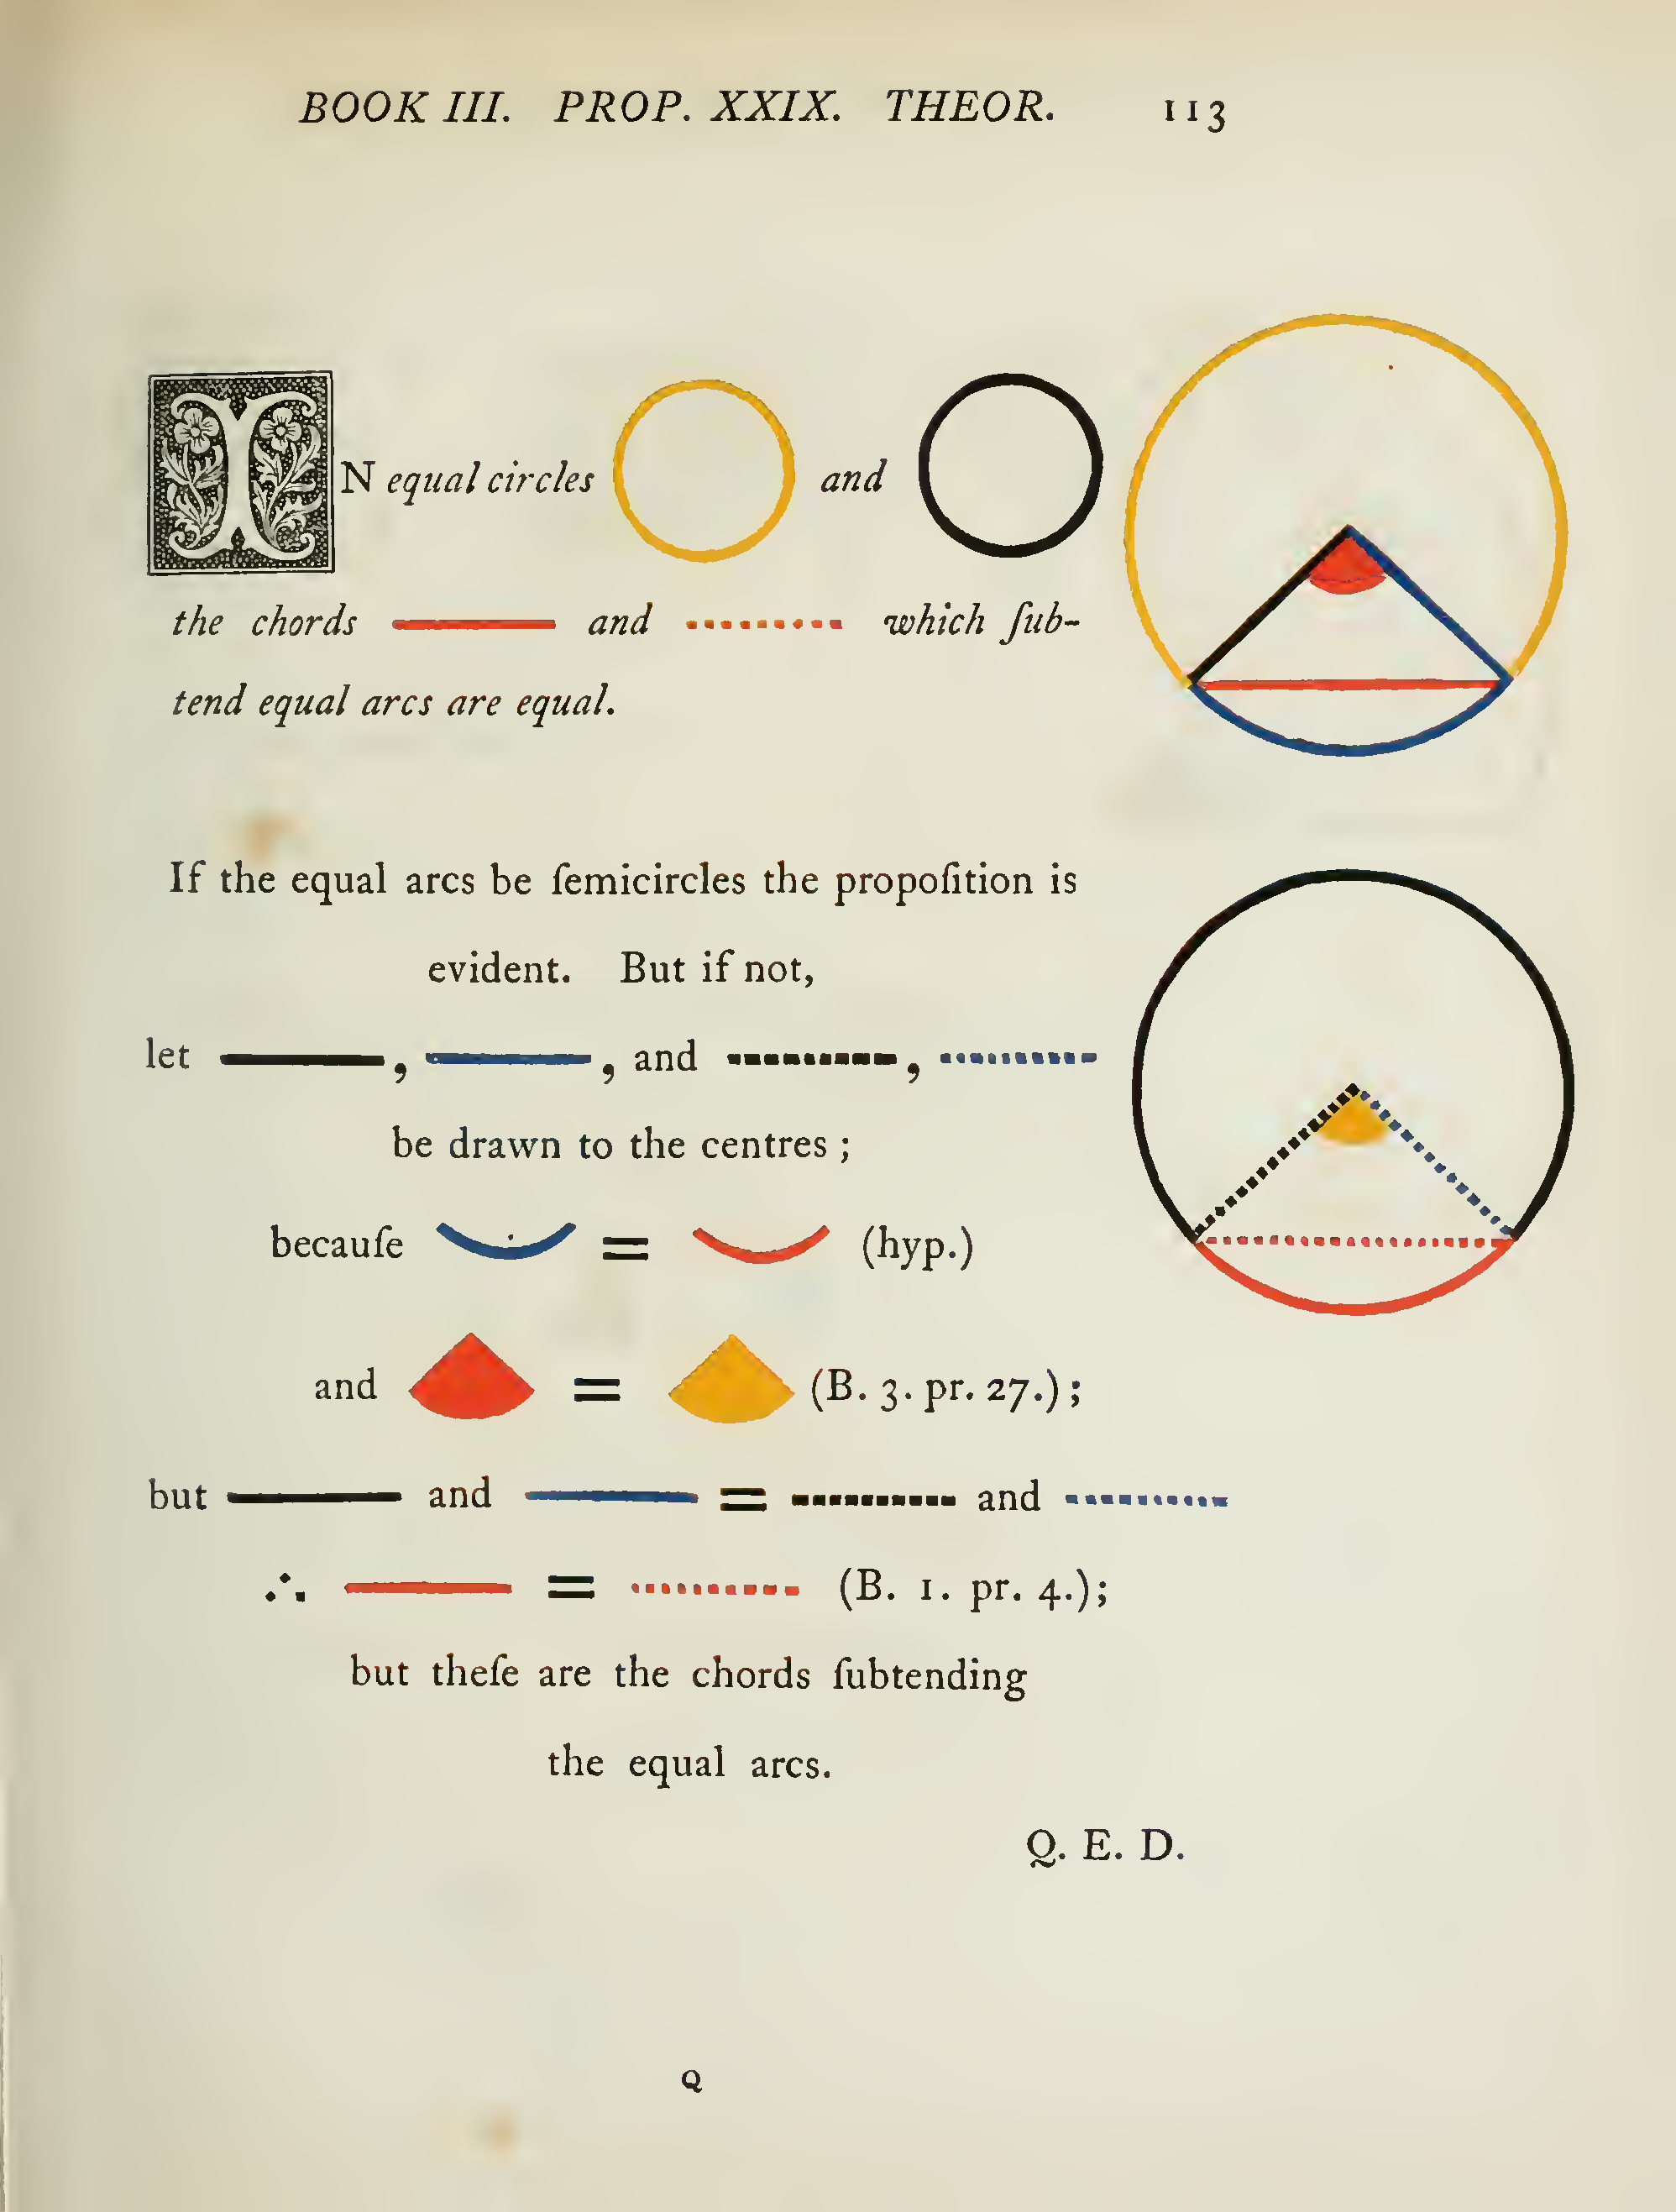 BOOK III. PROP. XXIX. THEOR. 113
IN equal circles and
the chords and which ſub-
tend equal arcs are equal.
If the equal arcs be ſemicircles the propoſition is
evident. But if not,
let , , and ,
be drawn to the centres ;
becauſe = (hyp.)
and = (B. 3. pr. 27.) ;
but and = and
∴ = (B. 1. pr. 4.);
but theſe are the chords ſubtending
the equal arcs.
Q. E. D.
Q